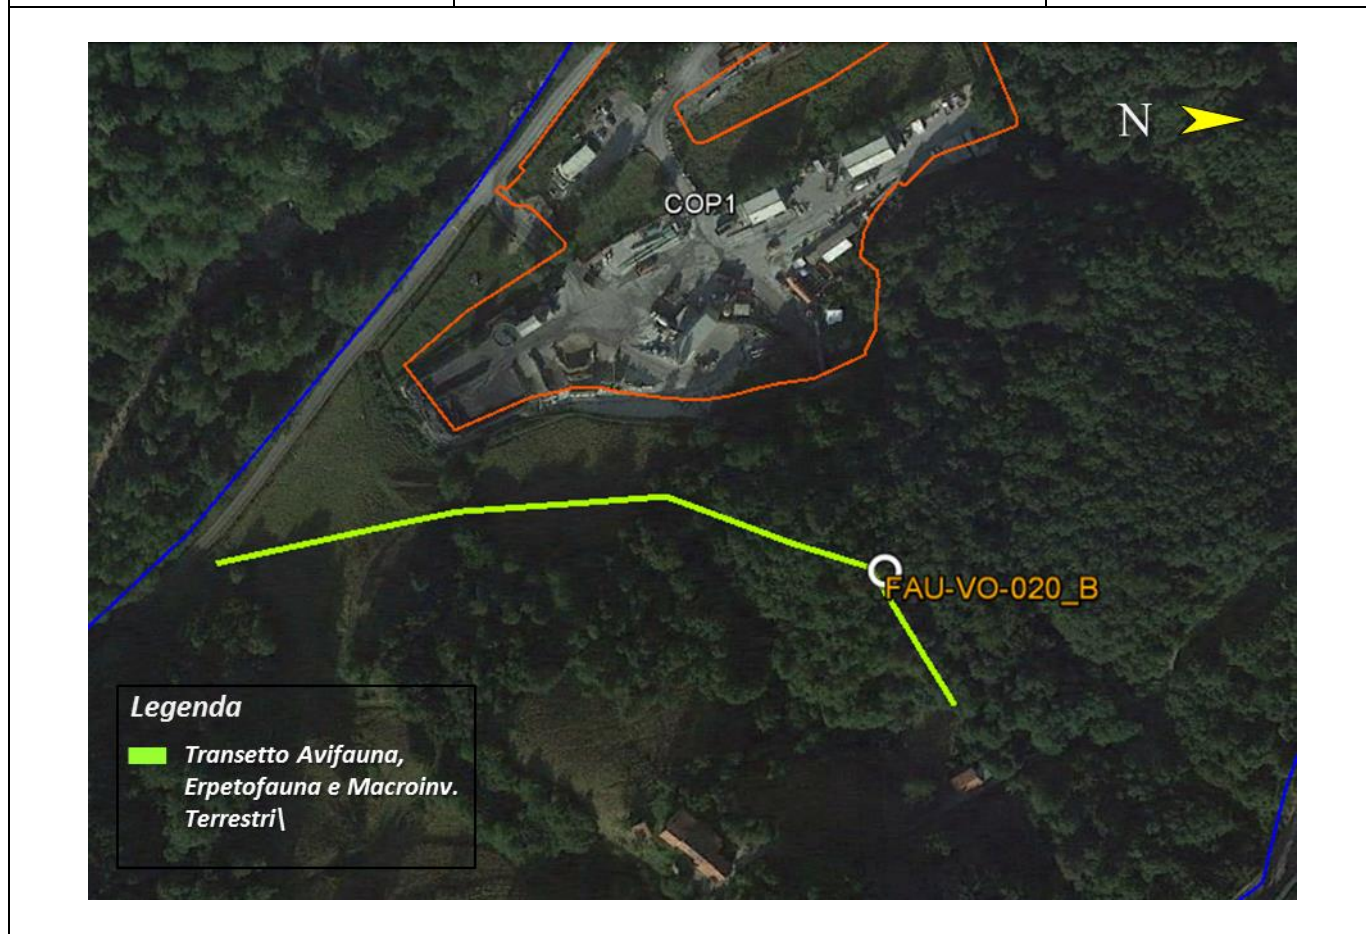 N
COP1
FAU-VO-020_B
Legenda
Transetto Avifauna,
Erpetofauna e Macroinv.
Terrestri\